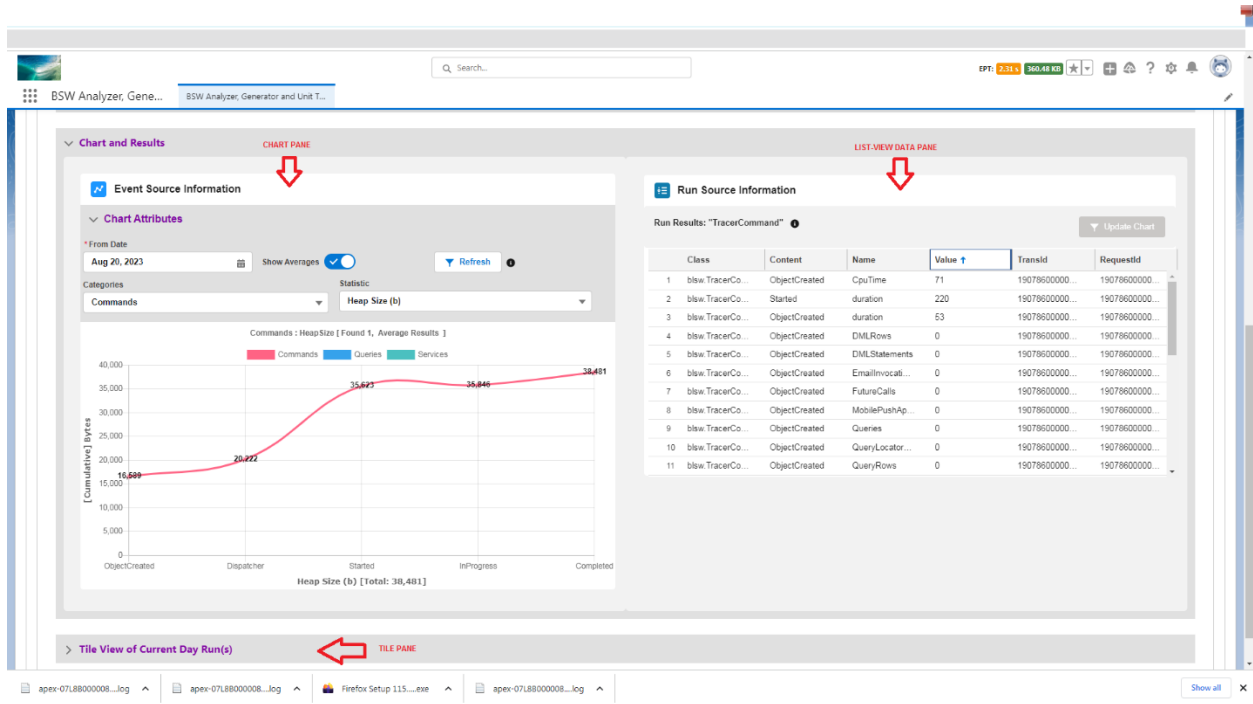 Search...
EPT: 2.31 s 360.48 KB
BSW Analyzer, Gene...
BSW Analyzer, Generator and Unit T...
Chart and Results
CHART PANE
LIST-VIEW DATA PANE
Event Source Information
Chart Attributes
* From Date
Aug 20, 2023
Show Averages
Refresh
Categories
Statistic
Commands
Heap Size (b)
Commands : HeapSize [ Found 1, Average Results ]
Commands Queries Services
40,000
35,000
30,000
25,000
20,000
15,000
10,000
5,000
0
[Cumulative] Bytes
16,589
20,222
35,623
35,846
38,481
ObjectCreated Dispatcher Started InProgress Completed
Heap Size (b) [Total: 38,481]
Run Source Information
Run Results: "TracerCommand"
Update Chart
Class Content Name Value ↑ TransId RequestId
1 blsw.TracerCo... ObjectCreated CpuTime 71 19078600000... 19078600000...
2 blsw.TracerCo... Started duration 220 19078600000... 19078600000...
3 blsw.TracerCo... ObjectCreated duration 53 19078600000... 19078600000...
4 blsw.TracerCo... ObjectCreated DMLRows 0 19078600000... 19078600000...
5 blsw.TracerCo... ObjectCreated DMLStatements 0 19078600000... 19078600000...
6 blsw.TracerCo... ObjectCreated EmailInvocati... 0 19078600000... 19078600000...
7 blsw.TracerCo... ObjectCreated FutureCalls 0 19078600000... 19078600000...
8 blsw.TracerCo... ObjectCreated MobilePushAp... 0 19078600000... 19078600000...
9 blsw.TracerCo... ObjectCreated Queries 0 19078600000... 19078600000...
10 blsw.TracerCo... ObjectCreated QueryLocator... 0 19078600000... 19078600000...
11 blsw.TracerCo... ObjectCreated QueryRows 0 19078600000... 19078600000...
Tile View of Current Day Run(s)
TILE PANE
apex-07L8B000008....log
apex-07L8B000008....log
Firefox Setup 115.....exe
apex-07L8B000008....log
Show all